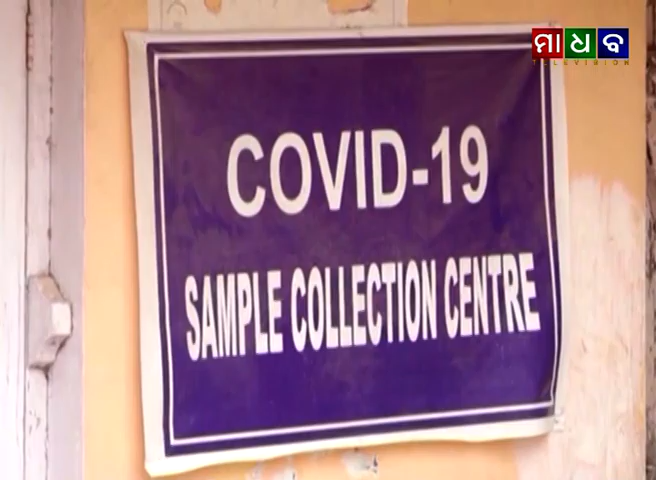 ମାଧବ
TELEVISION
COVID-19
SAMPLE COLLECTION CENTRE